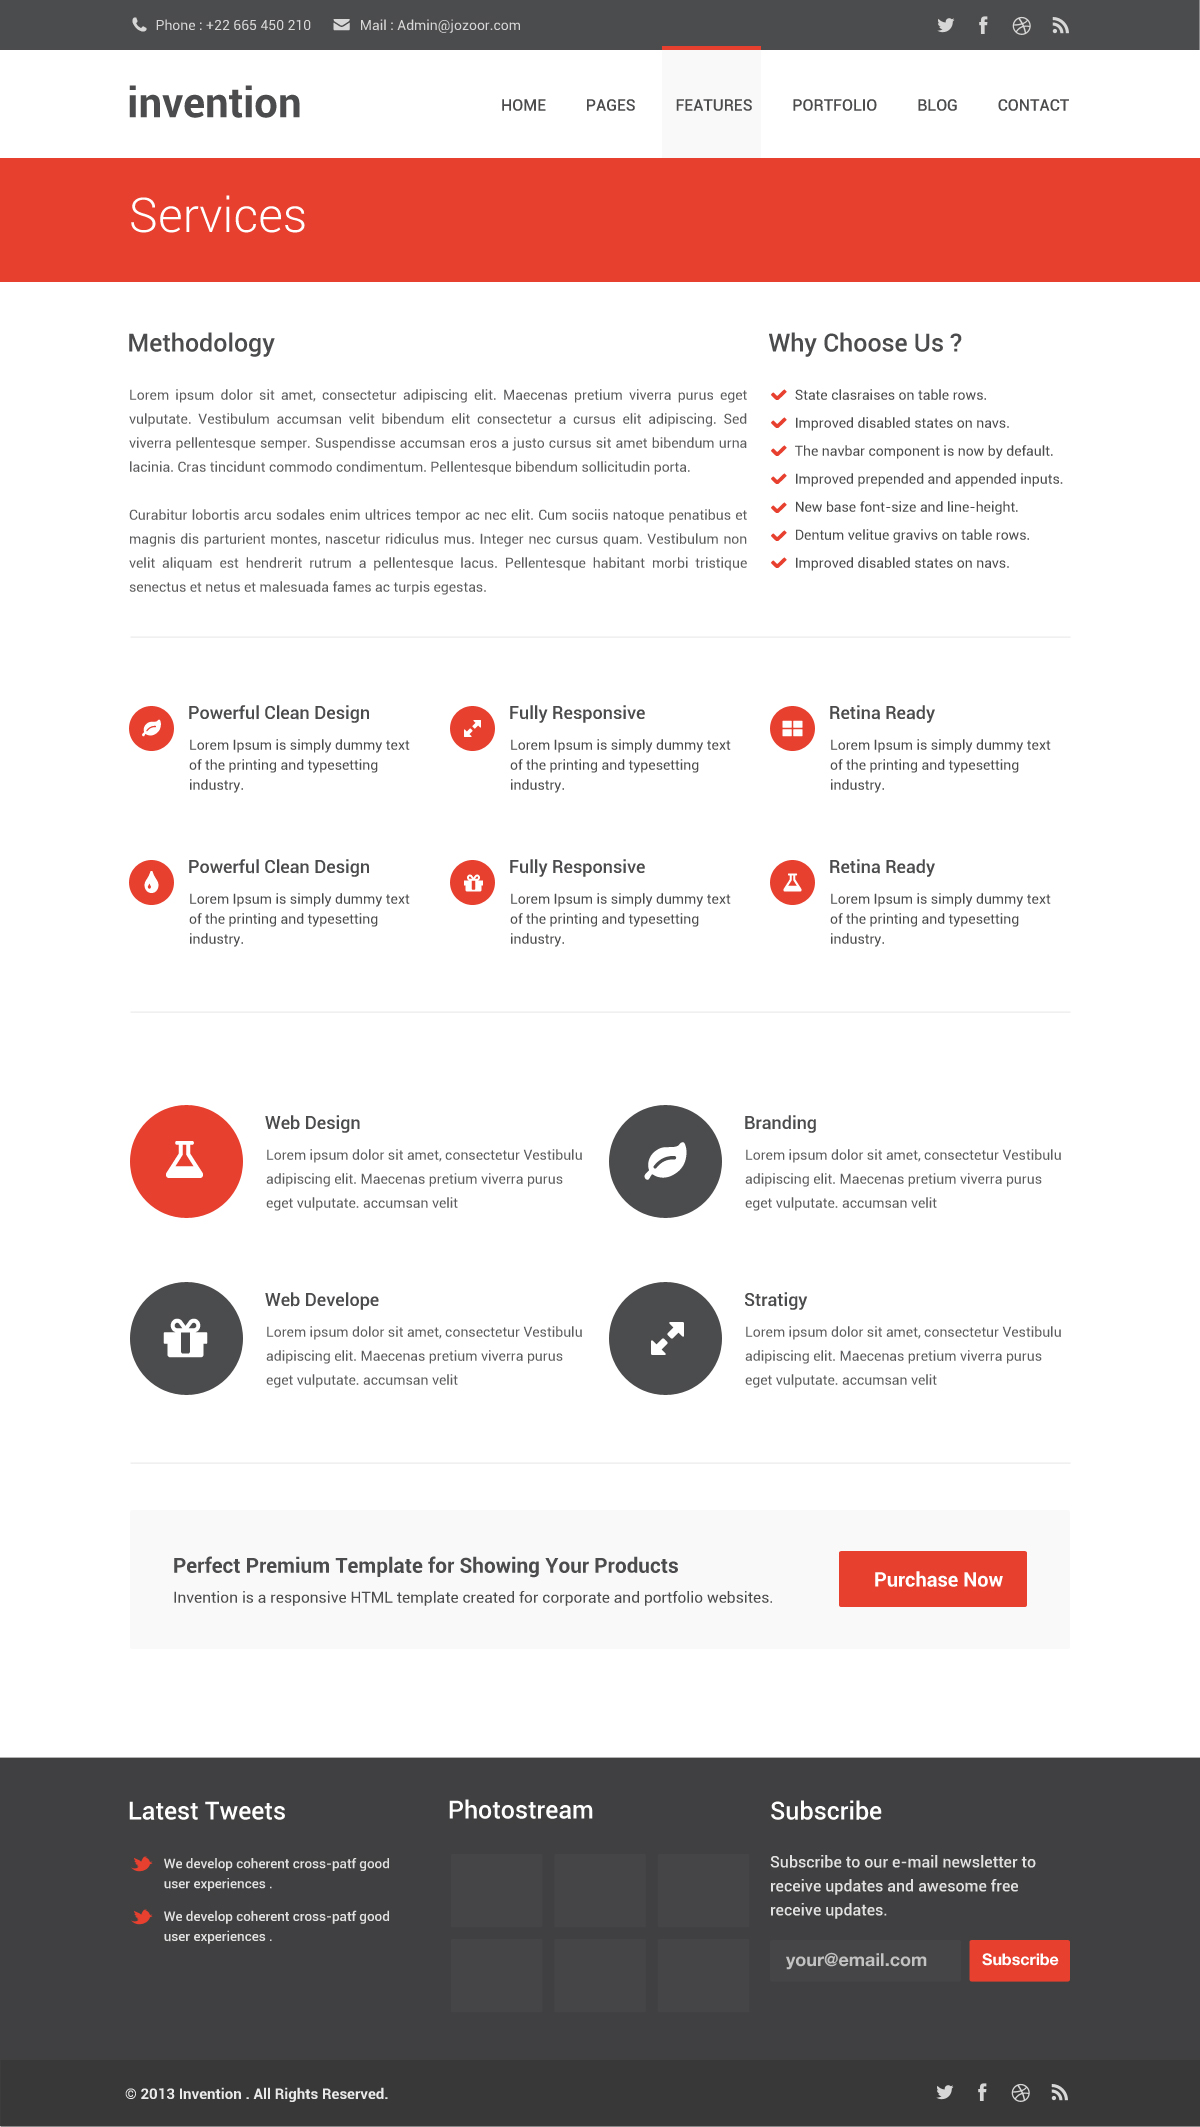 Phone : +22 665 450 210
Mail : Admin@jozoor.com
invention
HOME
PAGES
FEATURES
PORTFOLIO
BLOG
CONTACT
Services
Methodology
Lorem ipsum dolor sit amet, consectetur adipiscing elit. Maecenas pretium viverra purus eget
vulputate. Vestibulum accumsan velit bibendum elit consectetur a cursus elit adipiscing. Sed
viverra pellentesque semper. Suspendisse accumsan eros a justo cursus sit amet bibendum urna
lacinia. Cras tincidunt commodo condimentum. Pellentesque bibendum sollicitudin porta.
Curabitur lobortis arcu sodales enim ultrices tempor ac nec elit. Cum sociis natoque penatibus et
magnis dis parturient montes, nascetur ridiculus mus. Integer nec cursus quam. Vestibulum non
velit aliquam est hendrerit rutrum a pellentesque lacus. Pellentesque habitant morbi tristique
senectus et netus et malesuada fames ac turpis egestas.
Why Choose Us ?
State clasraises on table rows.
Improved disabled states on navs.
The navbar component is now by default.
Improved prepended and appended inputs.
New base font-size and line-height.
Dentum velitue gravivs on table rows.
Improved disabled states on navs.
Powerful Clean Design
Lorem Ipsum is simply dummy text
of the printing and typesetting
industry.
Fully Responsive
Lorem Ipsum is simply dummy text
of the printing and typesetting
industry.
Retina Ready
Lorem Ipsum is simply dummy text
of the printing and typesetting
industry.
Powerful Clean Design
Lorem Ipsum is simply dummy text
of the printing and typesetting
industry.
Fully Responsive
Lorem Ipsum is simply dummy text
of the printing and typesetting
industry.
Retina Ready
Lorem Ipsum is simply dummy text
of the printing and typesetting
industry.
Web Design
Lorem ipsum dolor sit amet, consectetur Vestibulu
adipiscing elit. Maecenas pretium viverra purus
eget vulputate. accumsan velit
Branding
Lorem ipsum dolor sit amet, consectetur Vestibulu
adipiscing elit. Maecenas pretium viverra purus
eget vulputate. accumsan velit
Web Develope
Lorem ipsum dolor sit amet, consectetur Vestibulu
adipiscing elit. Maecenas pretium viverra purus
eget vulputate. accumsan velit
Stratigy
Lorem ipsum dolor sit amet, consectetur Vestibulu
adipiscing elit. Maecenas pretium viverra purus
eget vulputate. accumsan velit
Perfect Premium Template for Showing Your Products
Invention is a responsive HTML template created for corporate and portfolio websites.
Purchase Now
Latest Tweets
We develop coherent cross-patf good
user experiences .
We develop coherent cross-patf good
user experiences .
Photostream
Subscribe
Subscribe to our e-mail newsletter to
receive updates and awesome free
receive updates.
your@email.com
Subscribe
© 2013 Invention . All Rights Reserved.